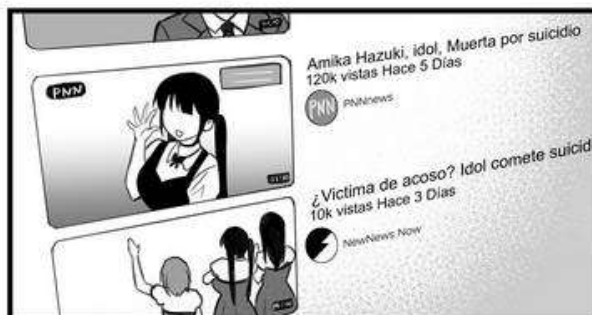 PNN
Amika Hazuki, idol, Muerta por suicidio
120k vistas Hace 5 Días
PNN PNNnews
¿Victima de acoso? Idol comete suicid
10k vistas Hace 3 Días
NewNews Now